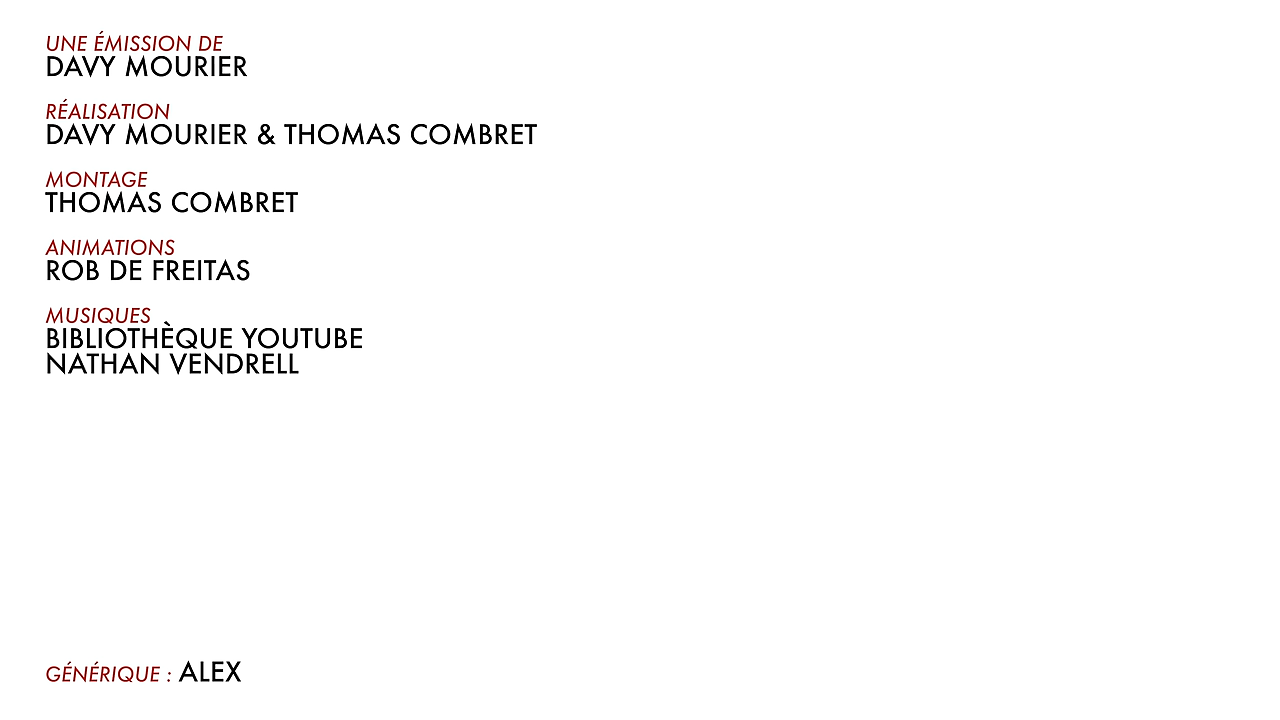 UNE ÉMISSION DE
DAVY MOURIER
RÉALISATION
DAVY MOURIER & THOMAS COMBRET
MONTAGE
THOMAS COMBRET
ANIMATIONS
ROB DE FREITAS
MUSIQUES
BIBLIOTHÈQUE YOUTUBE
NATHAN VENDRELL
GÉNÉRIQUE : ALEX